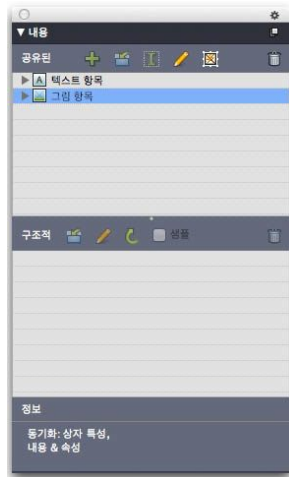 ▼ 내용
공유된
▶ A 텍스트 항목
▶ 그림 항목
구조적 샘플
정보
동기화: 상자 특성,
내용 & 속성